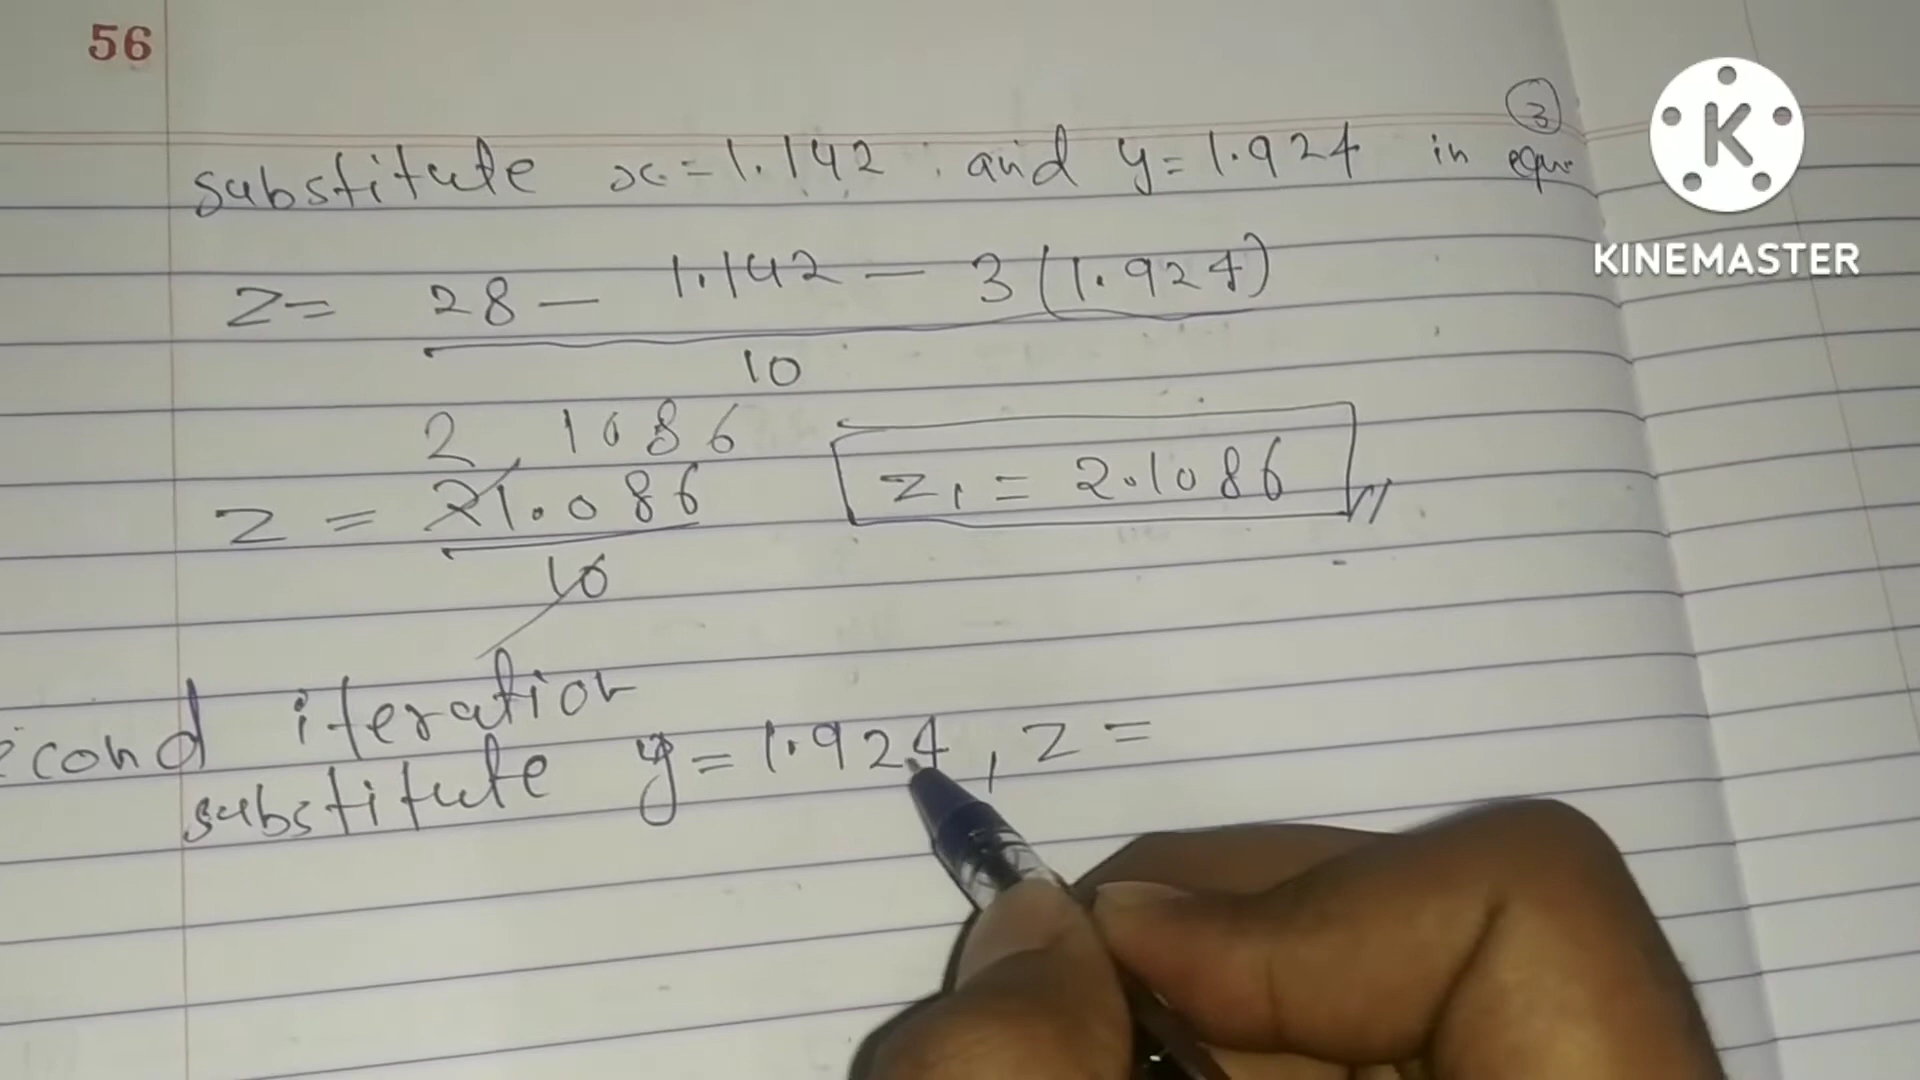 56
substitute x = 1.142 and y = 1.924 in equn ③
z = 28 - 1.142 - 3(1.924)
10
2.1086
z = 21.086
10
z₁ = 2.1086
econd iteration
substitute y = 1.924, z =
K
KINEMASTER